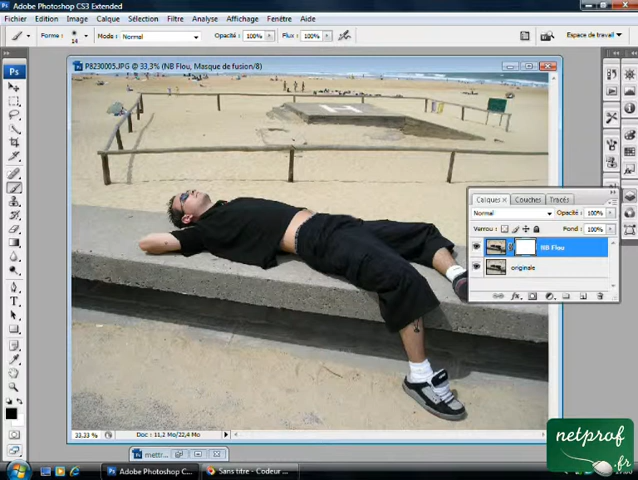 Adobe Photoshop CS3 Extended
Fichier Edition Image Calque Sélection Filtre Analyse Affichage Fenêtre Aide
Forme : 14 Mode : Normal Opacité : 100% Flux : 100% Espace de travail
Ps
P8230005.JPG @ 33,3% (NB Flou, Masque de fusion/8)
H
Calques Couches Tracés
Normal Opacité : 100%
Verrou : Fond : 100%
NB Flou
originale
33.33 % Doc : 11,2 Mo/22,4 Mo
mettr...
Adobe Photoshop C... Sans titre - Codeur ...
netprof
.fr